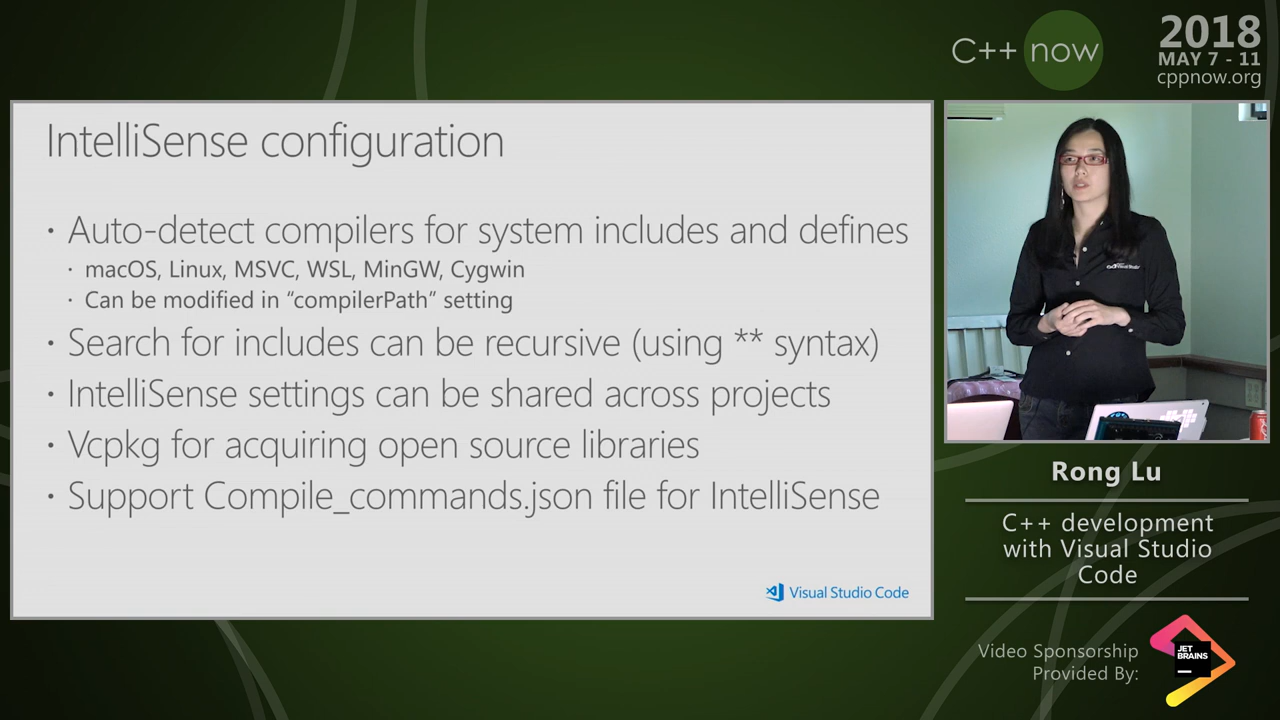 C++ now
2018
MAY 7 - 11
cppnow.org
IntelliSense configuration
• Auto-detect compilers for system includes and defines
• macOS, Linux, MSVC, WSL, MinGW, Cygwin
• Can be modified in “compilerPath” setting
• Search for includes can be recursive (using ** syntax)
• IntelliSense settings can be shared across projects
• Vcpkg for acquiring open source libraries
• Support Compile_commands.json file for IntelliSense
Visual Studio Code
Visual Studio
Rong Lu
C++ development
with Visual Studio
Code
Video Sponsorship
Provided By:
JET
BRAINS